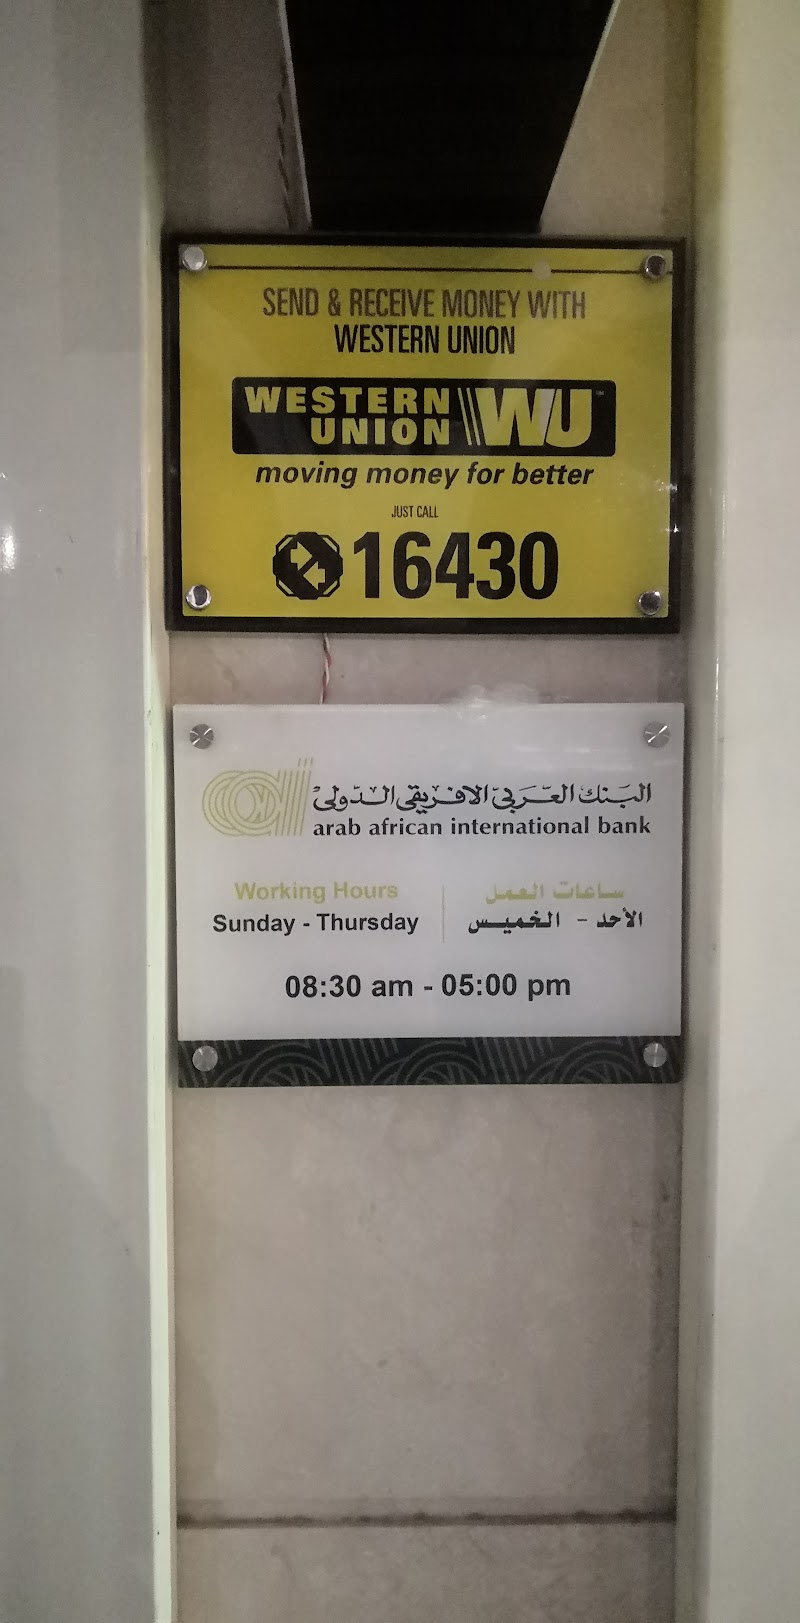 SEND & RECEIVE MONEY WITH
WESTERN UNION
WESTERN
UNION
WU
moving money for better
JUST CALL
16430
البنك العربي الافريقي الدولي
arab african international bank
Working Hours
Sunday - Thursday
ساعات العمل
الأحد - الخميس
08:30 am - 05:00 pm